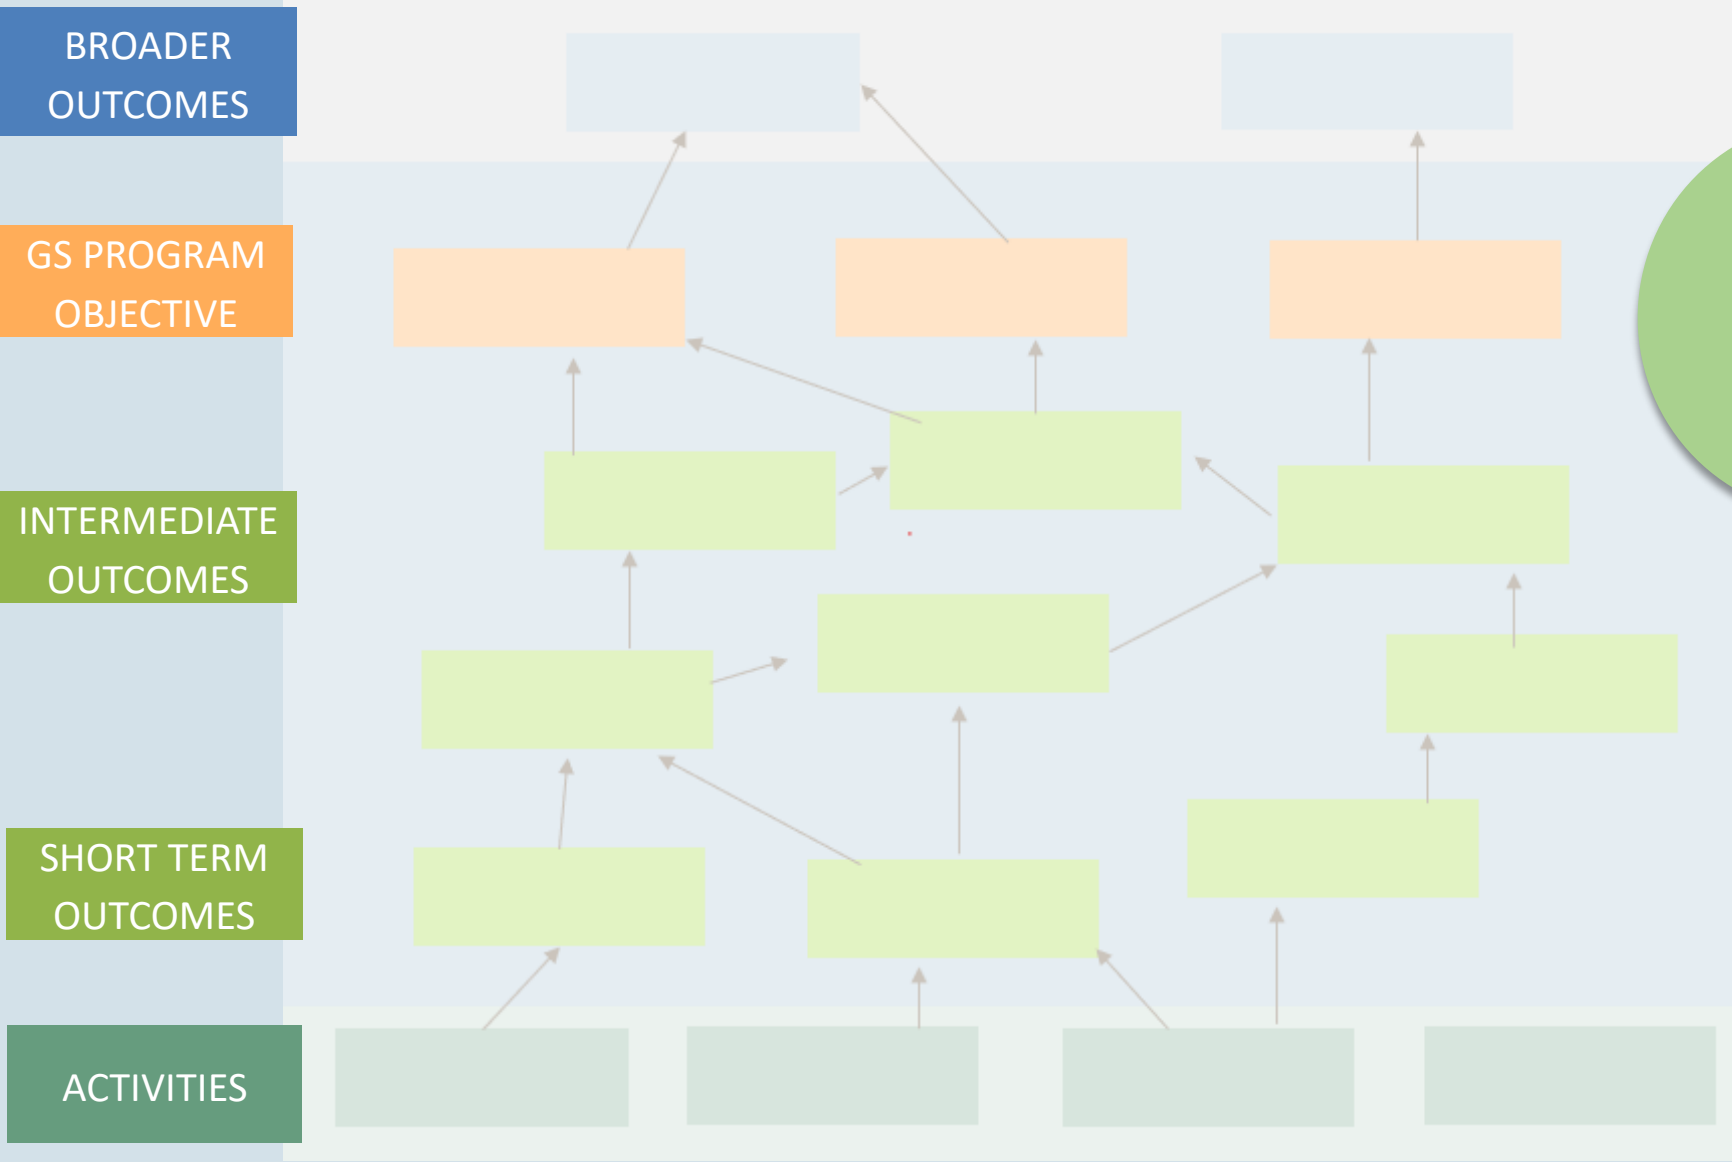 BROADER
OUTCOMES
GS PROGRAM
OBJECTIVE
INTERMEDIATE
OUTCOMES
SHORT TERM
OUTCOMES
ACTIVITIES